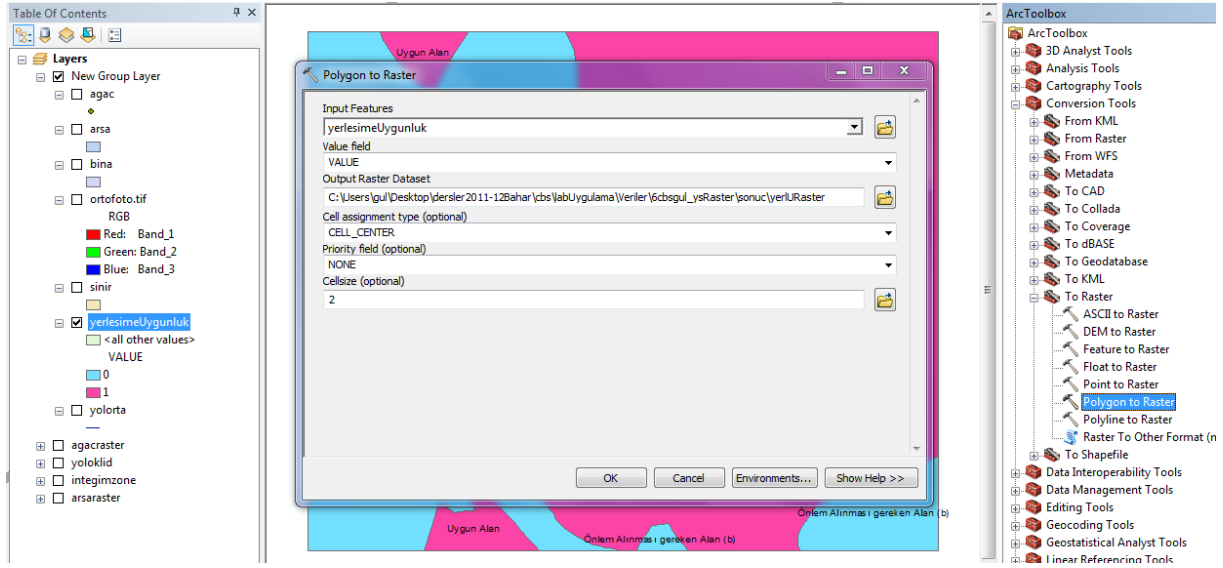 Table Of Contents
Layers
New Group Layer
agac
arsa
bina
ortofoto.tif
RGB
Red: Band_1
Green: Band_2
Blue: Band_3
sinir
yerlesimeUygunluk
<all other values>
VALUE
0
1
yolorta
agacraster
yoloklid
integimzone
arsaraster
Uygun Alan
Polygon to Raster
Input Features
yerlesimeUygunluk
Value field
VALUE
Output Raster Dataset
C:\Users\gul\Desktop\dersler2011-12Bahar\cbs\labUygulama\Veriler\6cbsgul_ysRaster\sonuc\yerlURaster
Cell assignment type (optional)
CELL_CENTER
Priority field (optional)
NONE
Cellsize (optional)
2
OK
Cancel
Environments...
Show Help >>
Önlem Alınması gereken Alan (b)
Uygun Alan
Önlem Alınması gereken Alan (b)
ArcToolbox
ArcToolbox
3D Analyst Tools
Analysis Tools
Cartography Tools
Conversion Tools
From KML
From Raster
From WFS
Metadata
To CAD
To Collada
To Coverage
To dBASE
To Geodatabase
To KML
To Raster
ASCII to Raster
DEM to Raster
Feature to Raster
Float to Raster
Point to Raster
Polygon to Raster
Polyline to Raster
Raster To Other Format (n
To Shapefile
Data Interoperability Tools
Data Management Tools
Editing Tools
Geocoding Tools
Geostatistical Analyst Tools
Linear Referencing Tools